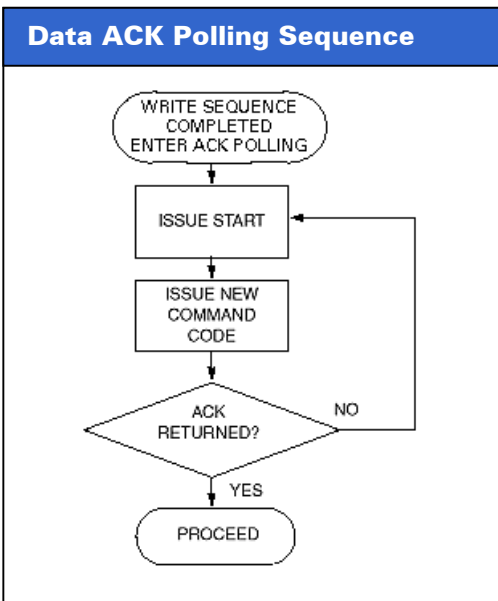 Data ACK Polling Sequence
WRITE SEQUENCE
COMPLETED
ENTER ACK POLLING
ISSUE START
ISSUE NEW
COMMAND
CODE
ACK
RETURNED?
NO
YES
PROCEED